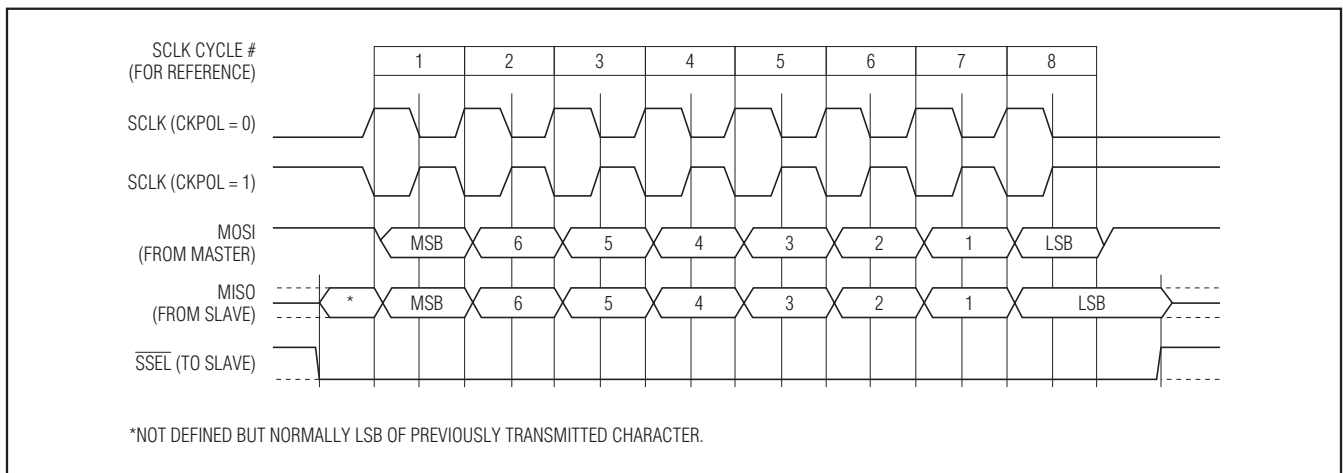 SCLK CYCLE #
(FOR REFERENCE)
1 2 3 4 5 6 7 8
SCLK (CKPOL = 0)
SCLK (CKPOL = 1)
MOSI
(FROM MASTER)
MSB 6 5 4 3 2 1 LSB
MISO
(FROM SLAVE)
* MSB 6 5 4 3 2 1 LSB
SSEL (TO SLAVE)
*NOT DEFINED BUT NORMALLY LSB OF PREVIOUSLY TRANSMITTED CHARACTER.